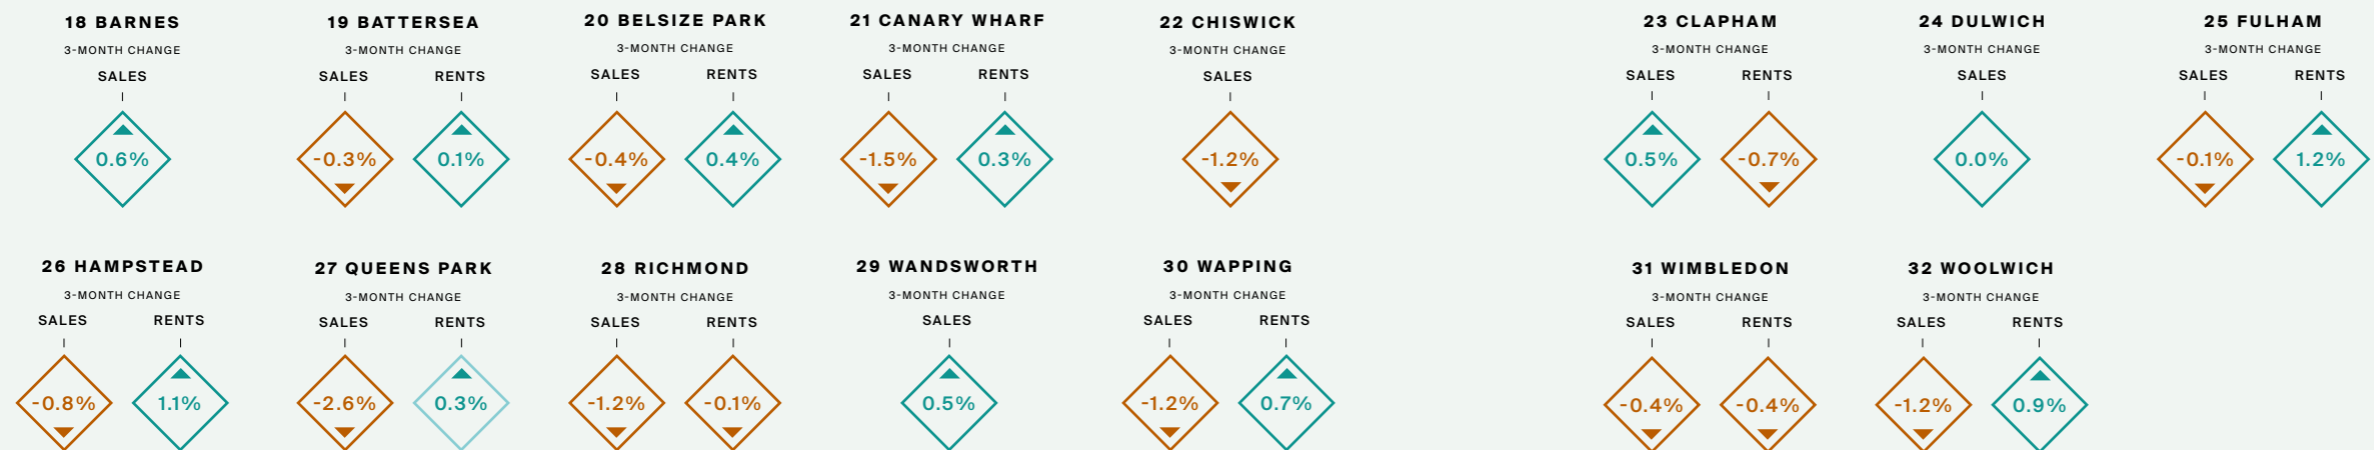 18 BARNES
3-MONTH CHANGE
SALES
0.6%
19 BATTERSEA
3-MONTH CHANGE
SALES RENTS
-0.3% 0.1%
20 BELSIZE PARK
3-MONTH CHANGE
SALES RENTS
-0.4% 0.4%
21 CANARY WHARF
3-MONTH CHANGE
SALES RENTS
-1.5% 0.3%
22 CHISWICK
3-MONTH CHANGE
SALES
-1.2%
23 CLAPHAM
3-MONTH CHANGE
SALES RENTS
0.5% -0.7%
24 DULWICH
3-MONTH CHANGE
SALES
0.0%
25 FULHAM
3-MONTH CHANGE
SALES RENTS
-0.1% 1.2%
26 HAMPSTEAD
3-MONTH CHANGE
SALES RENTS
-0.8% 1.1%
27 QUEENS PARK
3-MONTH CHANGE
SALES RENTS
-2.6% 0.3%
28 RICHMOND
3-MONTH CHANGE
SALES RENTS
-1.2% -0.1%
29 WANDSWORTH
3-MONTH CHANGE
SALES
0.5%
30 WAPPING
3-MONTH CHANGE
SALES RENTS
-1.2% 0.7%
31 WIMBLEDON
3-MONTH CHANGE
SALES RENTS
-0.4% -0.4%
32 WOOLWICH
3-MONTH CHANGE
SALES RENTS
-1.2% 0.9%